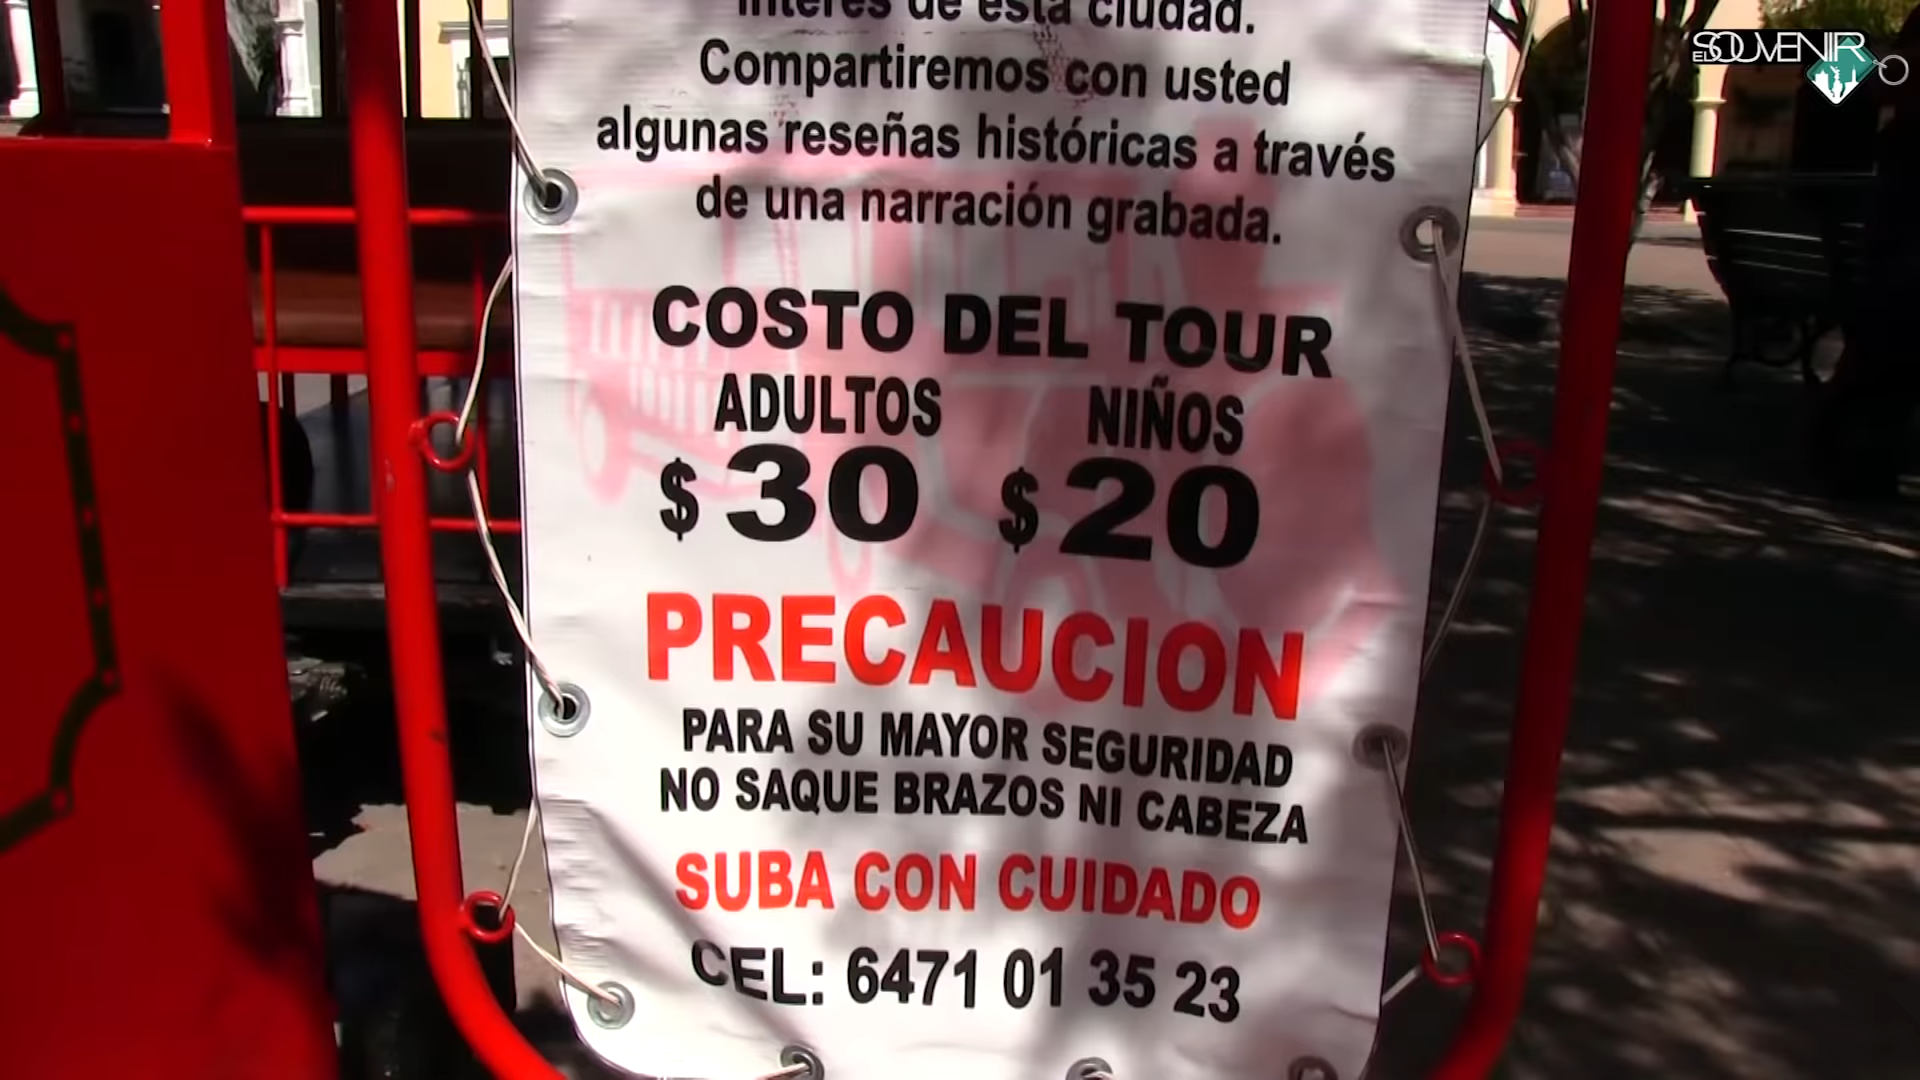 interés de esta ciudad.
Compartiremos con usted
algunas reseñas históricas a través
de una narración grabada.
COSTO DEL TOUR
ADULTOS NIÑOS
$ 30 $ 20
PRECAUCION
PARA SU MAYOR SEGURIDAD
NO SAQUE BRAZOS NI CABEZA
SUBA CON CUIDADO
CEL: 6471 01 35 23
EL SOUVENIR